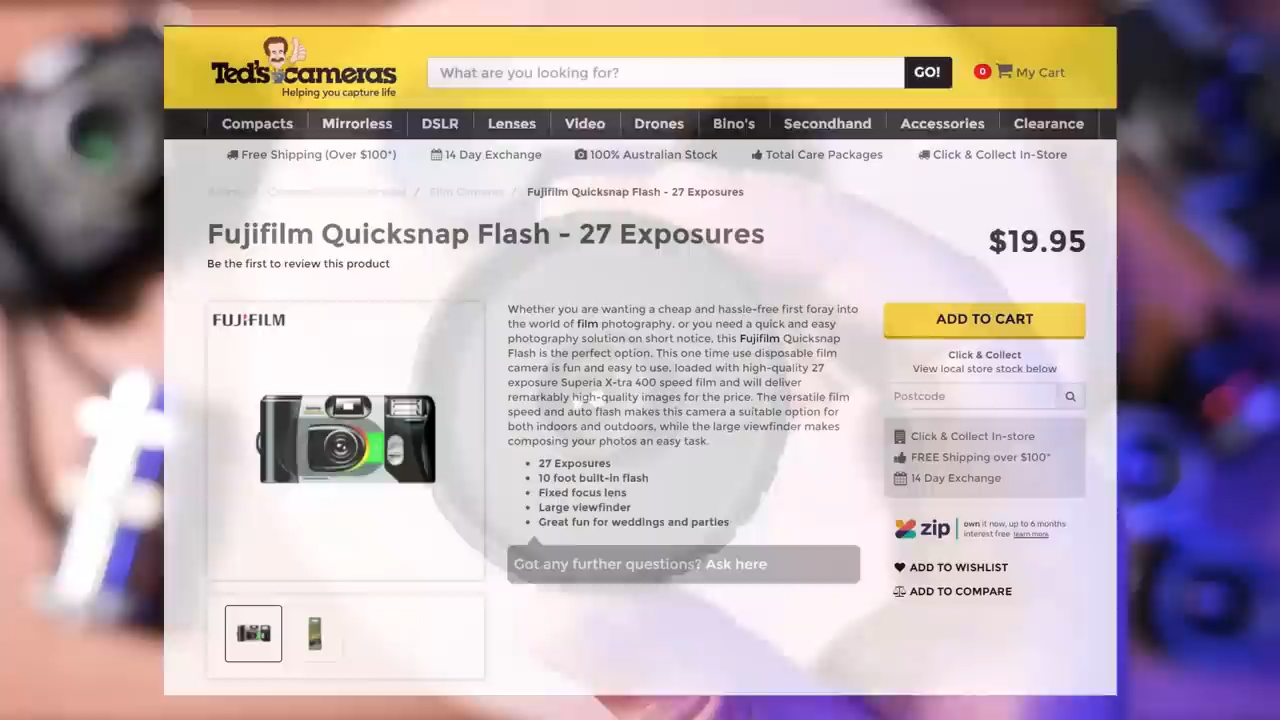 Ted's cameras
Helping you capture life
What are you looking for?
GO!
0
My Cart
Compacts
Mirrorless
DSLR
Lenses
Video
Drones
Bino's
Secondhand
Accessories
Clearance
Free Shipping (Over $100*)
14 Day Exchange
100% Australian Stock
Total Care Packages
Click & Collect In-Store
/ Film Cameras / Fujifilm Quicksnap Flash - 27 Exposures
Fujifilm Quicksnap Flash - 27 Exposures
$19.95
Be the first to review this product
FUJIFILM
Whether you are wanting a cheap and hassle-free first foray into
the world of film photography, or you need a quick and easy
photography solution on short notice, this Fujifilm Quicksnap
Flash is the perfect option. This one time use disposable film
camera is fun and easy to use, loaded with high-quality 27
exposure Superia X-tra 400 speed film and will deliver
remarkably high-quality images for the price. The versatile film
speed and auto flash makes this camera a suitable option for
both indoors and outdoors, while the large viewfinder makes
composing your photos an easy task.
• 27 Exposures
• 10 foot built-in flash
• Fixed focus lens
• Large viewfinder
• Great fun for weddings and parties
Got any further questions? Ask here
ADD TO CART
Click & Collect
View local store stock below
Postcode
Click & Collect In-store
FREE Shipping over $100*
14 Day Exchange
zip
own it now, up to 6 months
interest free learn more
ADD TO WISHLIST
ADD TO COMPARE